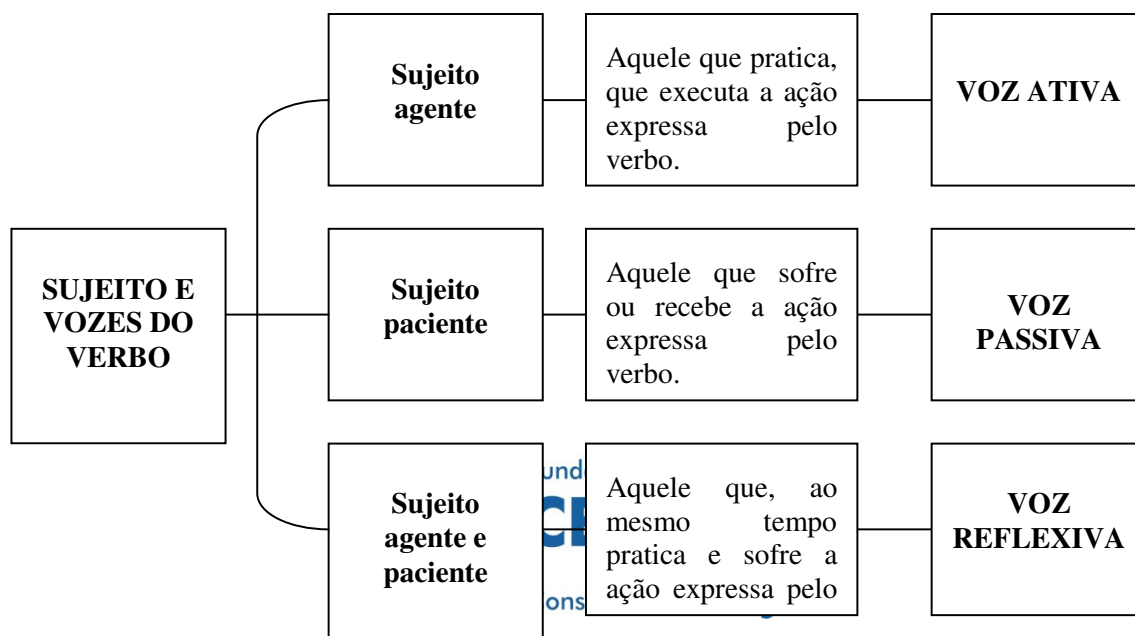 SUJEITO E
VOZES DO
VERBO
Sujeito
agente
Aquele que pratica,
que executa a ação
expressa pelo
verbo.
VOZ ATIVA
Sujeito
paciente
Aquele que sofre
ou recebe a ação
expressa pelo
verbo.
VOZ
PASSIVA
Sujeito
agente e
paciente
Aquele que, ao
mesmo tempo
pratica e sofre a
ação expressa pelo
VOZ
REFLEXIVA